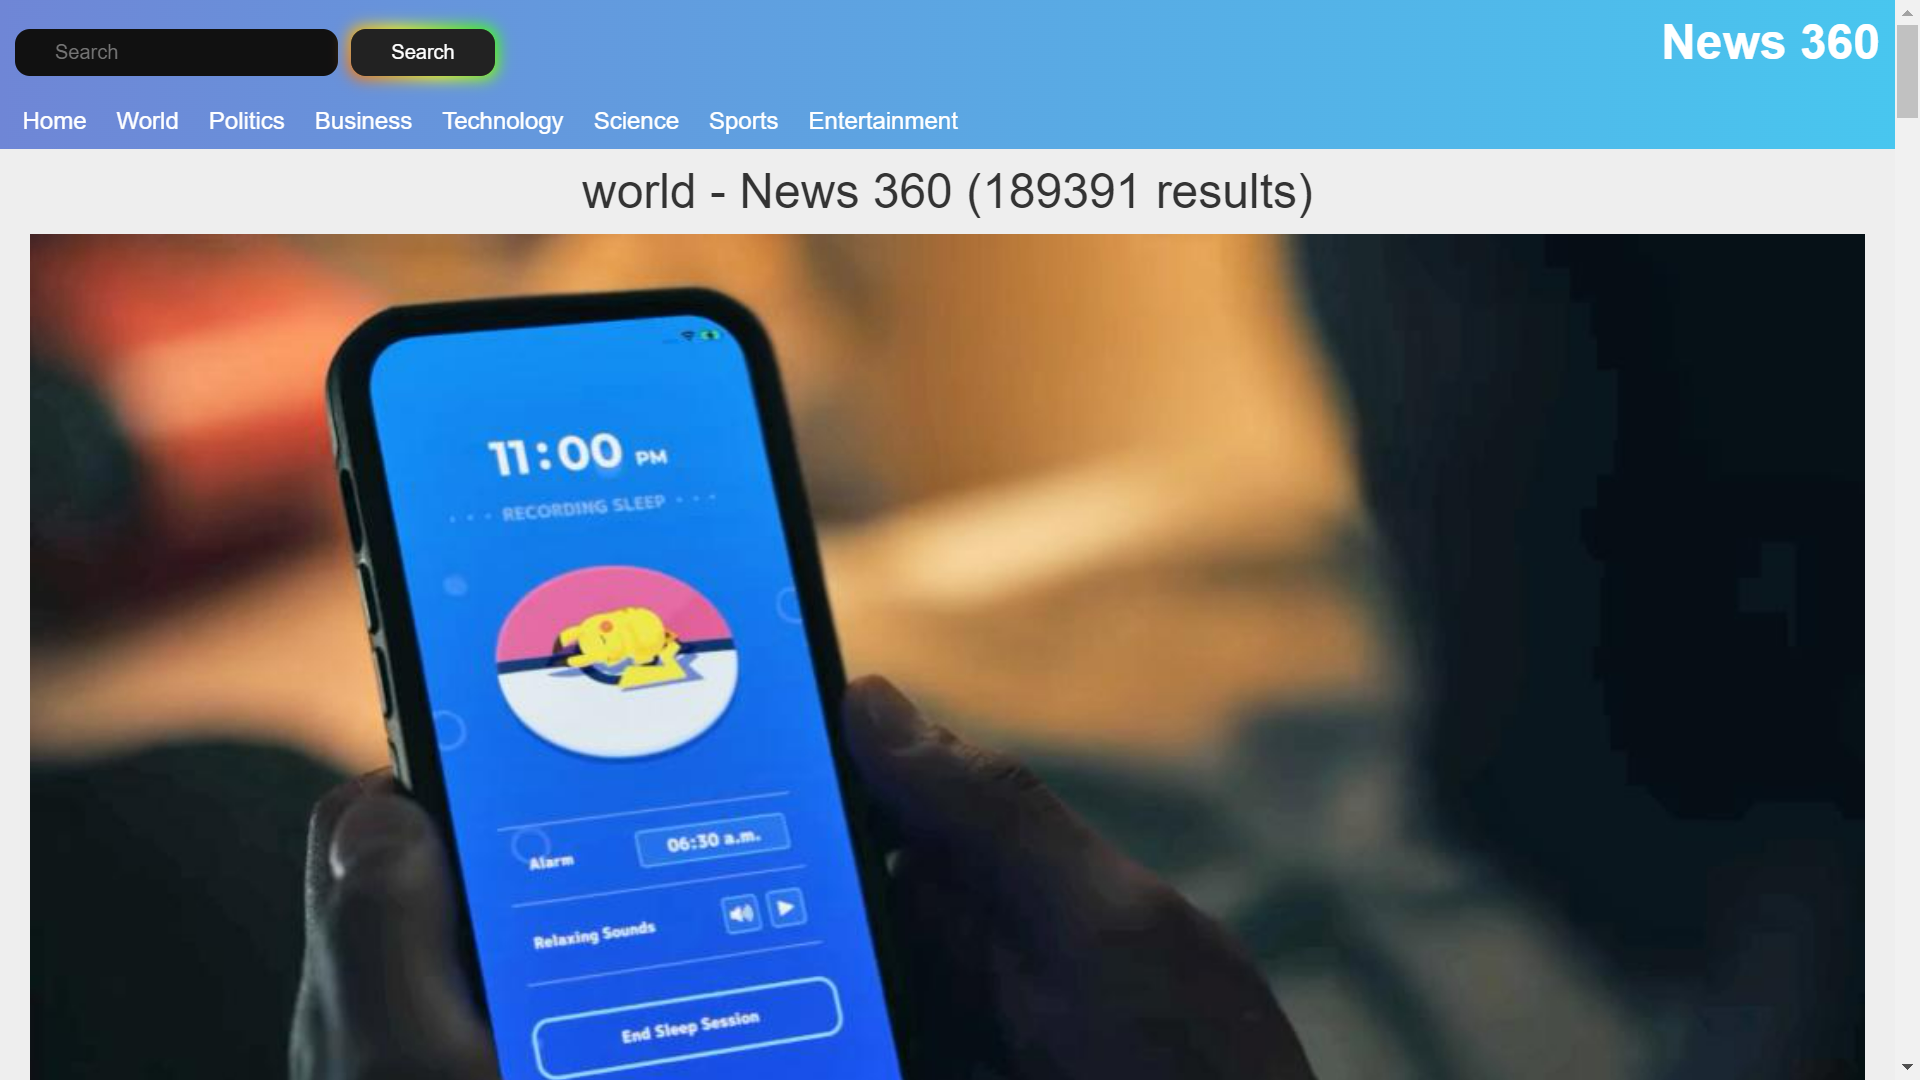 Search
Search
News 360
Home
World
Politics
Business
Technology
Science
Sports
Entertainment
world - News 360 (189391 results)
11:00 PM
RECORDING SLEEP
Alarm
06:30 a.m.
Relaxing Sounds
End Sleep Session